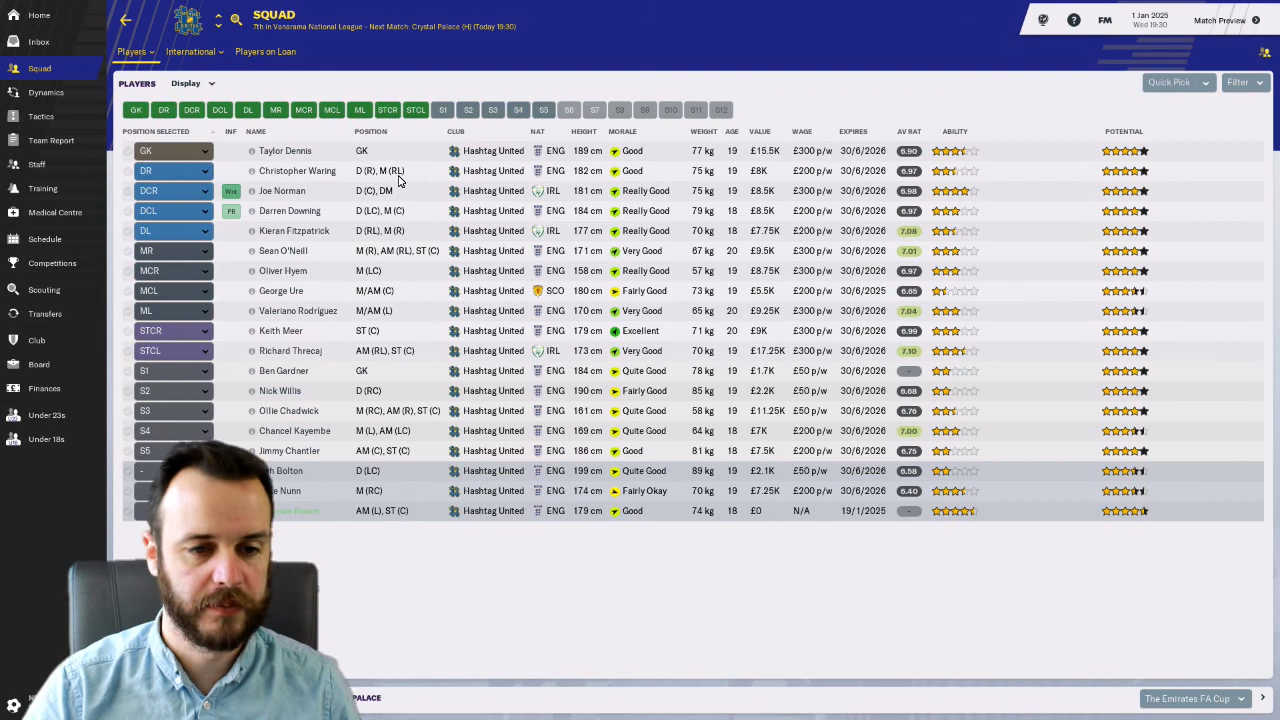 Home
Inbox
Squad
Dynamics
Tactics
Team Report
Staff
Training
Medical Centre
Schedule
Competitions
Scouting
Transfers
Club
Board
Finances
Under 23s
Under 18s
SQUAD
7th in Vanarama National League - Next Match: Crystal Palace (H) (Today 19:30)
FM
1 Jan 2025
Wed 19:30
Match Preview
Players
International
Players on Loan
PLAYERS Display
Quick Pick Filter
GK DR DCR DCL DL MR MCR MCL ML STCR STCL S1 S2 S3 S4 S5 S6 S7 S8 S9 S10 S11 S12
POSITION SELECTED INF NAME POSITION CLUB NAT HEIGHT MORALE WEIGHT AGE VALUE WAGE EXPIRES AV RAT ABILITY POTENTIAL
GK Taylor Dennis GK Hashtag United ENG 189 cm Good 77 kg 19 £15.5K £300 p/w 30/6/2026 6.90
DR Christopher Waring D (R), M (RL) Hashtag United ENG 182 cm Good 75 kg 19 £8K £200 p/w 30/6/2026 6.97
DCR Wnt Joe Norman D (C), DM Hashtag United IRL 181 cm Really Good 75 kg 19 £8.5K £300 p/w 30/6/2026 6.98
DCL PR Darren Downing D (LC), M (C) Hashtag United ENG 184 cm Really Good 79 kg 18 £8.5K £200 p/w 30/6/2026 6.97
DL Kieran Fitzpatrick D (RL), M (R) Hashtag United IRL 177 cm Really Good 70 kg 18 £7.75K £200 p/w 30/6/2026 7.08
MR Sean O'Neill M (R), AM (RL), ST (C) Hashtag United ENG 171 cm Very Good 67 kg 20 £9.25K £300 p/w 30/6/2026 7.01
MCR Oliver Hyem M (LC) Hashtag United ENG 158 cm Really Good 75 kg 19 £8.75K £200 p/w 30/6/2026 6.97
MCL George Ure M/AM (C) Hashtag United SCO 180 cm Fairly Good 73 kg 19 £5.5K £200 p/w 30/6/2025 6.65
ML Valeriano Rodríguez M/AM (L) Hashtag United ENG 170 cm Very Good 65 kg 20 £9.25K £300 p/w 30/6/2026 7.04
STCR Keith Meer ST (C) Hashtag United ENG 179 cm Excellent 71 kg 20 £9K £300 p/w 30/6/2026 6.99
STCL Richard Threcaj AM (RL), ST (C) Hashtag United IRL 173 cm Very Good 70 kg 19 £17.25K £300 p/w 30/6/2026 7.10
S1 Ben Gardner GK Hashtag United ENG 184 cm Quite Good 78 kg 19 £1.7K £50 p/w 30/6/2026 -
S2 Nick Willis D (RC) Hashtag United ENG 179 cm Fairly Good 85 kg 19 £2.2K £50 p/w 30/6/2026 6.68
S3 Ollie Chadwick M (RC), AM (R), ST (C) Hashtag United ENG 161 cm Quite Good 58 kg 19 £2.25K £50 p/w 30/6/2026 6.76
S4 Chancel Kayembe M (L), AM (LC) Hashtag United ENG 169 cm Quite Good 64 kg 19 £7K £200 p/w 30/6/2026 7.00
S5 Jimmy Chantler AM (C), ST (C) Hashtag United ENG 186 cm Good 81 kg 18 £7.5K £200 p/w 30/6/2026 6.75
- Bolton D (LC) Hashtag United ENG 199 cm Quite Good 89 kg 19 £2.1K £50 p/w 30/6/2026 6.58
Nunn M (RC) Hashtag United ENG 174 cm Fairly Okay 70 kg 19 £7.25K £200 p/w 30/6/2026 6.40
AM (L), ST (C) Hashtag United ENG 179 cm Good 74 kg 18 £0 N/A 19/1/2025 -
PALACE
The Emirates FA Cup